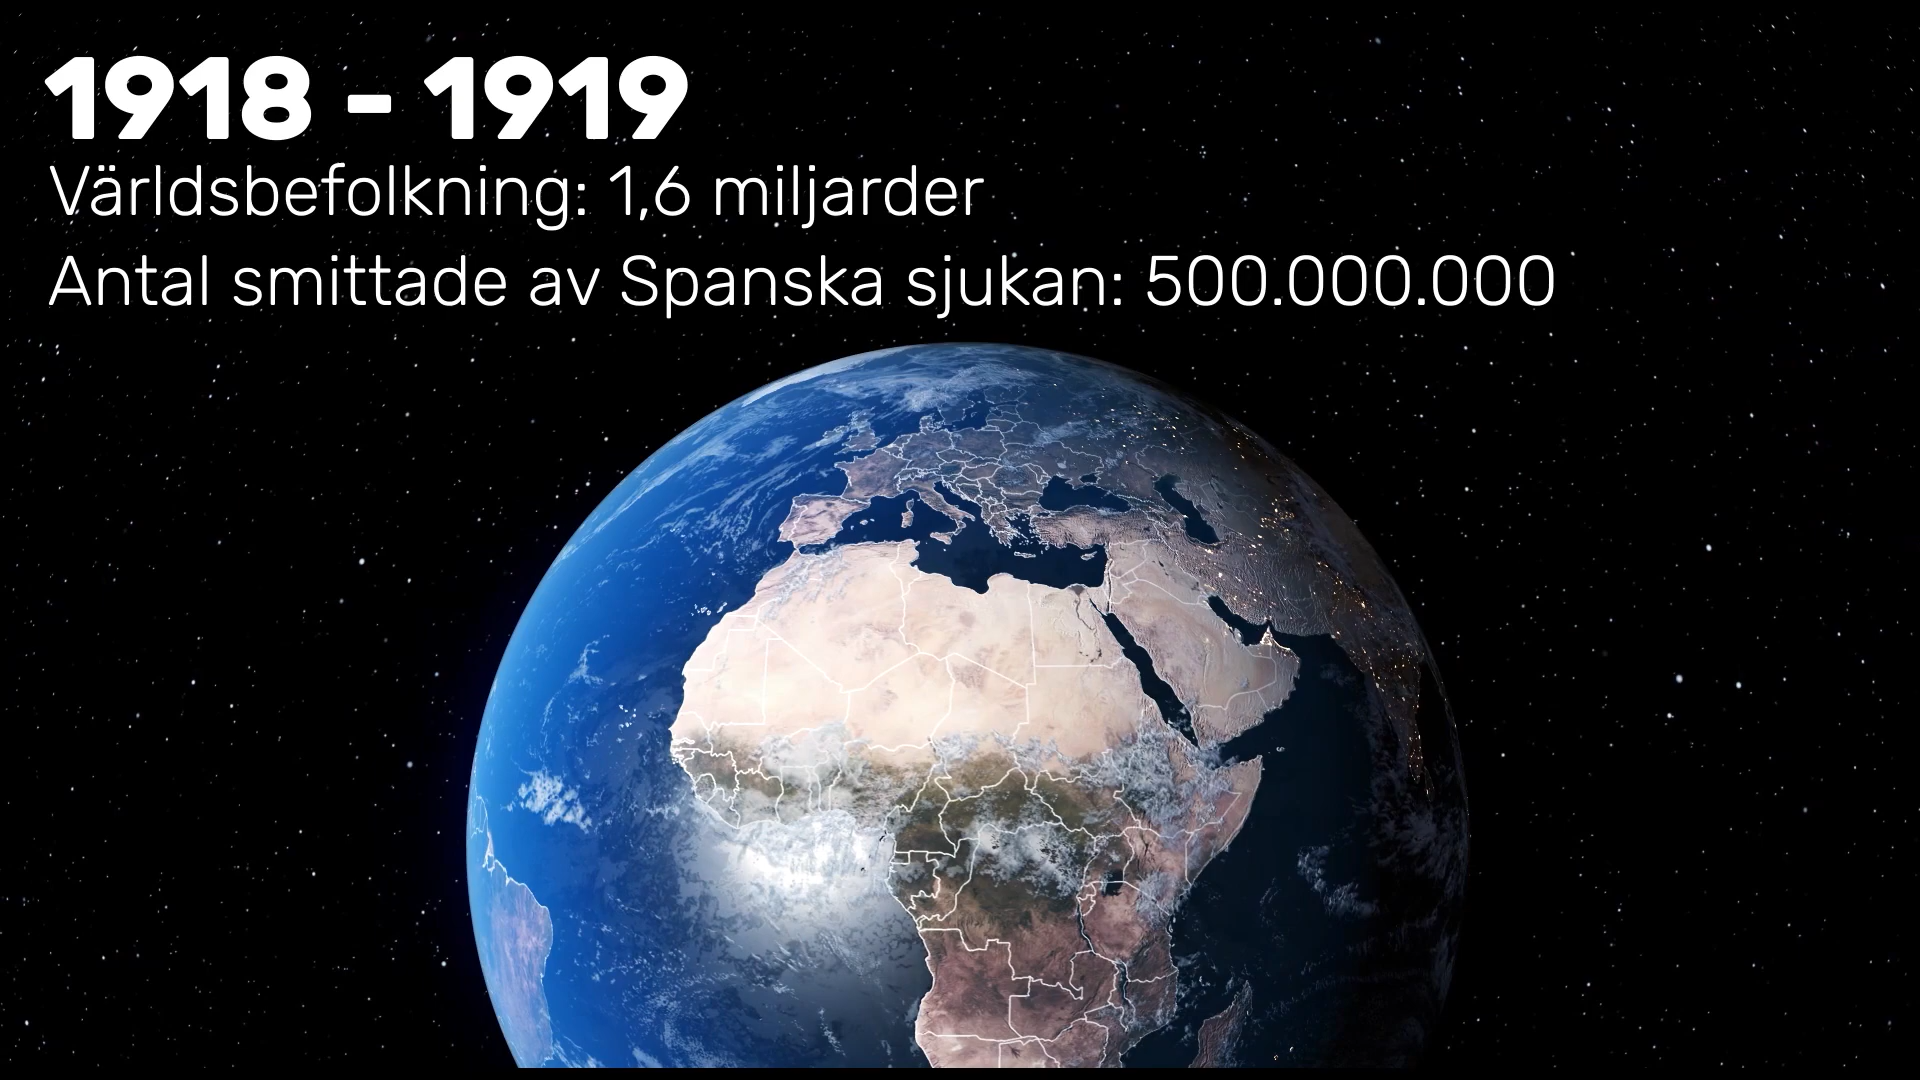 1918 - 1919
Världsbefolkning: 1,6 miljarder
Antal smittade av Spanska sjukan: 500.000.000